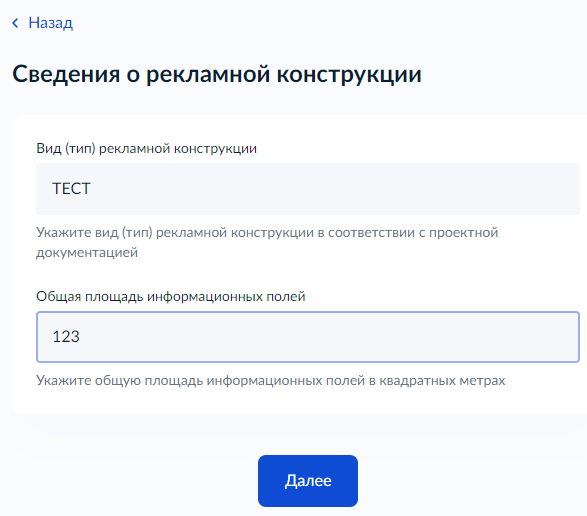 Назад
Сведения о рекламной конструкции
Вид (тип) рекламной конструкции
ТЕСТ
Укажите вид (тип) рекламной конструкции в соответствии с проектной
документацией
Общая площадь информационных полей
123
Укажите общую площадь информационных полей в квадратных метрах
Далее